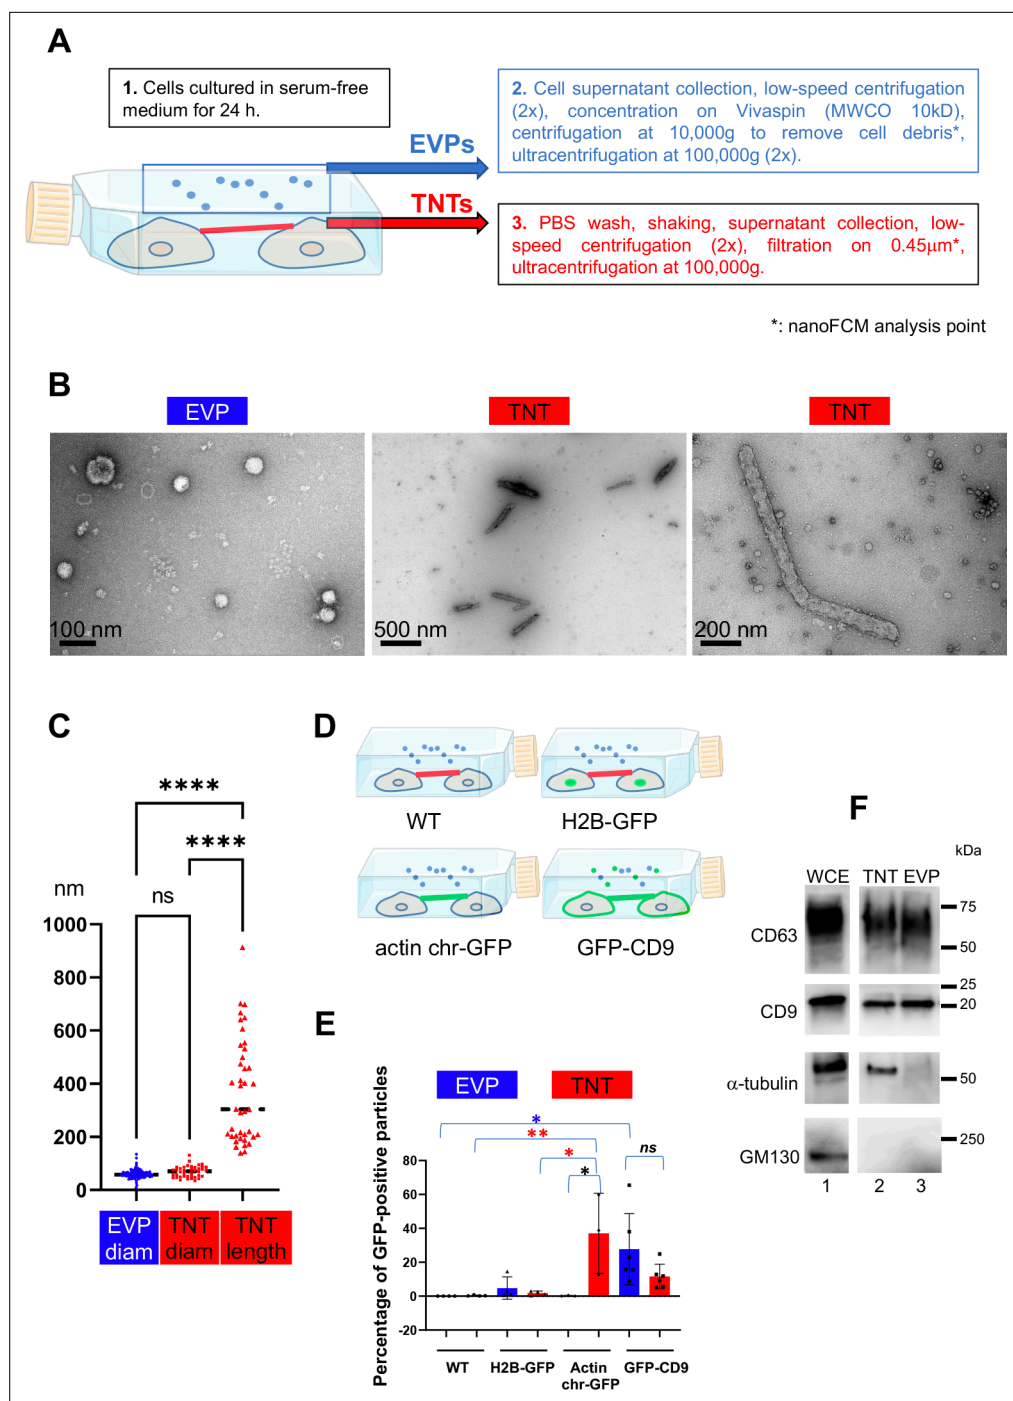 A
1. Cells cultured in serum-free
medium for 24 h.
2. Cell supernatant collection, low-speed centrifugation
(2x), concentration on Vivaspin (MWCO 10kD),
centrifugation at 10,000g to remove cell debris*,
ultracentrifugation at 100,000g (2x).
EVPs
TNTs
3. PBS wash, shaking, supernatant collection, low-
speed centrifugation (2x), filtration on 0.45µm*,
ultracentrifugation at 100,000g.
*: nanoFCM analysis point
B
EVP
TNT
TNT
100 nm
500 nm
200 nm
C
****
****
ns
nm
1000
800
600
400
200
0
EVP
diam
TNT
diam
TNT
length
D
WT
H2B-GFP
actin chr-GFP
GFP-CD9
E
EVP
TNT
Percentage of GFP-positive particles
*
**
*
*
ns
80
60
40
20
0
-20
WT
H2B-GFP
Actin
chr-GFP
GFP-CD9
F
kDa
WCE
TNT
EVP
CD63
75
50
CD9
25
20
α-tubulin
50
GM130
250
1
2
3